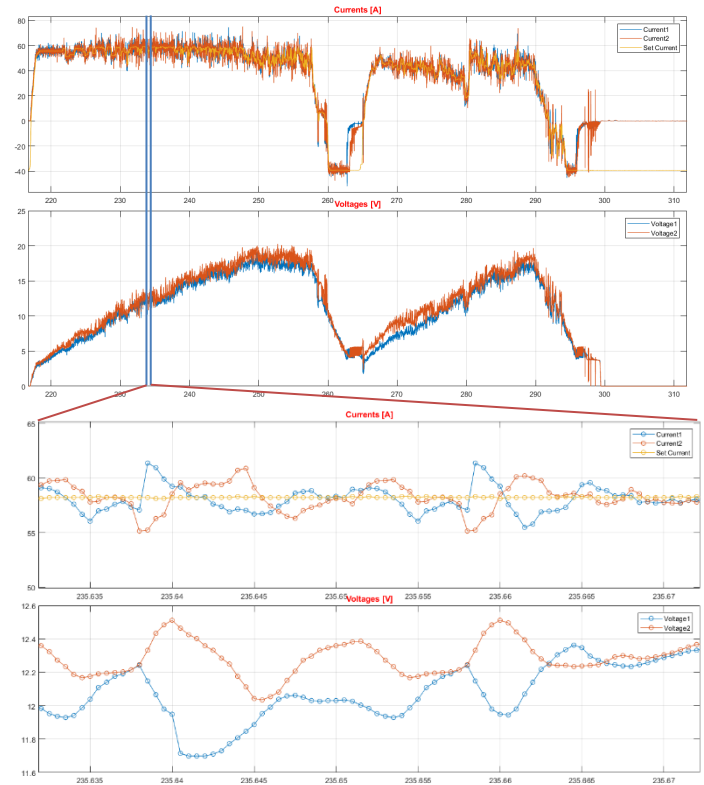 Currents [A]
80
60
40
20
0
-20
-40
Current1
Current2
Set Current
220 230 240 250 260 270 280 290 300 310
Voltages [V]
25
20
15
10
5
0
Voltage1
Voltage2
220 230 240 250 260 270 280 290 300 310
Currents [A]
65
60
55
50
Current1
Current2
Set Current
235.635 235.64 235.645 235.65 235.655 235.66 235.665 235.67
Voltages [V]
12.6
12.4
12.2
12
11.8
11.6
Voltage1
Voltage2
235.635 235.64 235.645 235.65 235.655 235.66 235.665 235.67